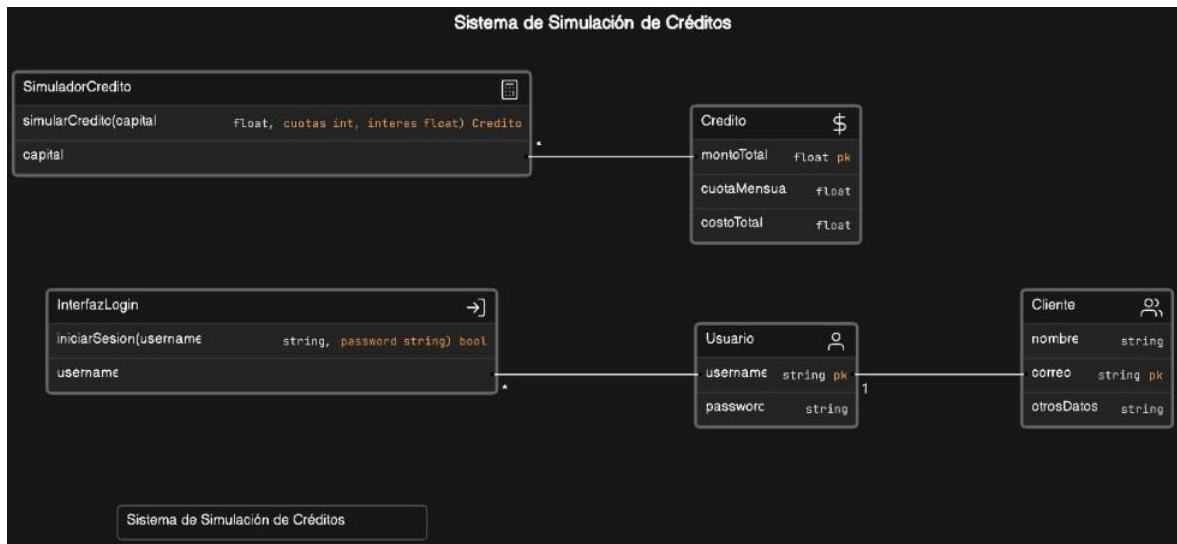 Sistema de Simulación de Créditos
SimuladorCredito
simularCredito(capital float, cuotas int, interes float) Credito
capital
*
Credito
montoTotal float pk
cuotaMensua float
costoTotal float
InterfazLogin
iniciarSesion(username string, password string) bool
username
*
Usuario
username string pk
1
passworc string
Cliente
nombre string
correo string pk
otrosDatos string
Sistema de Simulación de Créditos